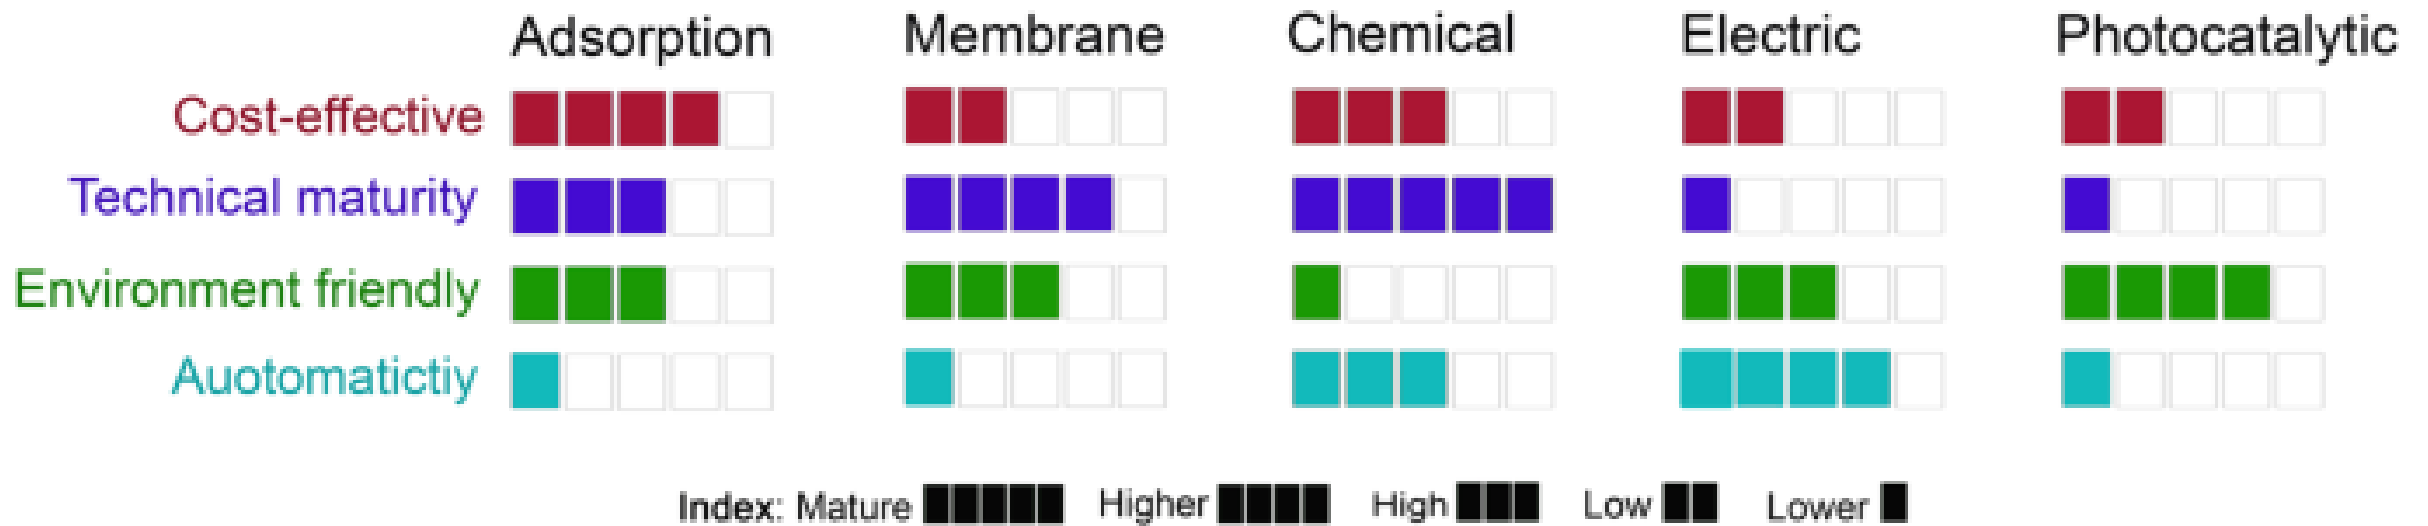 Adsorption Membrane Chemical Electric Photocatalytic
Cost-effective
Technical maturity
Environment friendly
Auotomatictiy
Index: Mature Higher High Low Lower